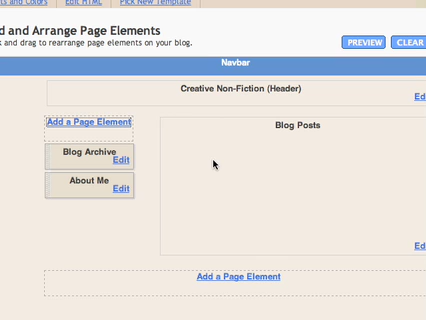 ts and Colors Edit HTML Pick New Template
d and Arrange Page Elements
k and drag to rearrange page elements on your blog.
PREVIEW CLEAR
Navbar
Creative Non-Fiction (Header)
Ed
Add a Page Element
Blog Archive
Edit
About Me
Edit
Blog Posts
Ed
Add a Page Element